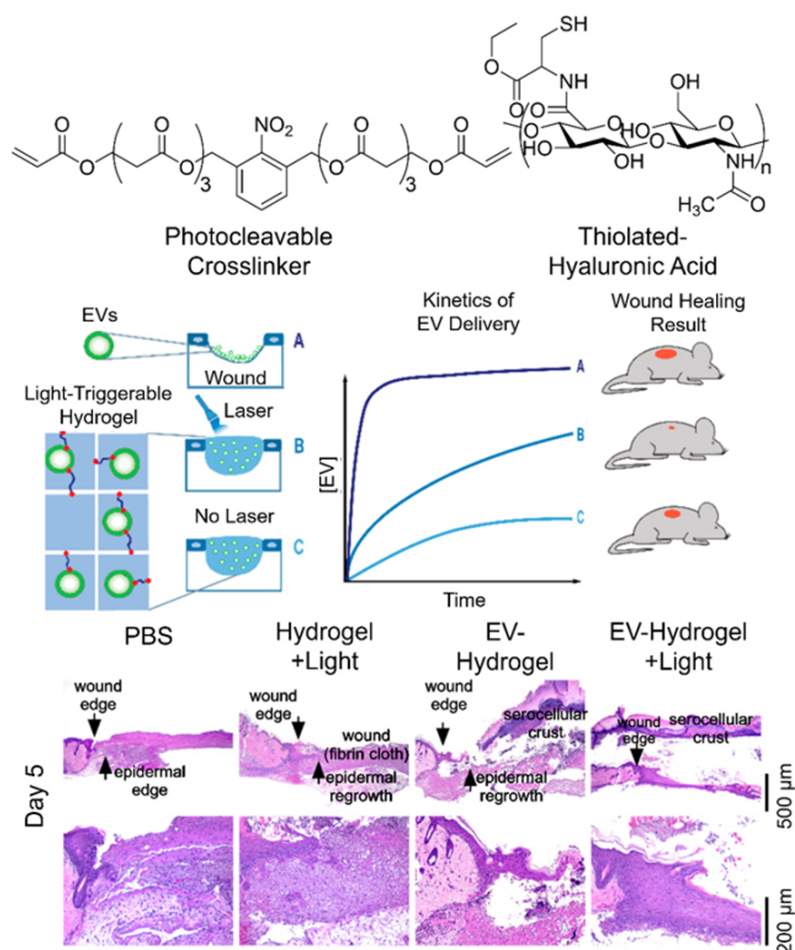 SH
O
O
NH
OH
O
O
O
O
NO₂
O
O
O
O
HO
O
O
HO
O
O
3
O
O
3
O
HO
OH
NH
n
H₃C
O
Photocleavable
Crosslinker
Thiolated-
Hyaluronic Acid
EVs
Kinetics of
EV Delivery
Wound Healing
Result
A
Wound
Light-Triggerable
Hydrogel
Laser
B
No Laser
C
[EV]
A
B
C
Time
PBS
Hydrogel
+Light
EV-
Hydrogel
EV-Hydrogel
+Light
Day 5
wound
edge
epidermal
edge
wound
edge
wound
(fibrin cloth)
epidermal
regrowth
wound
edge
serocellular
crust
epidermal
regrowth
wound
edge
serocellular
crust
500 µm
200 µm